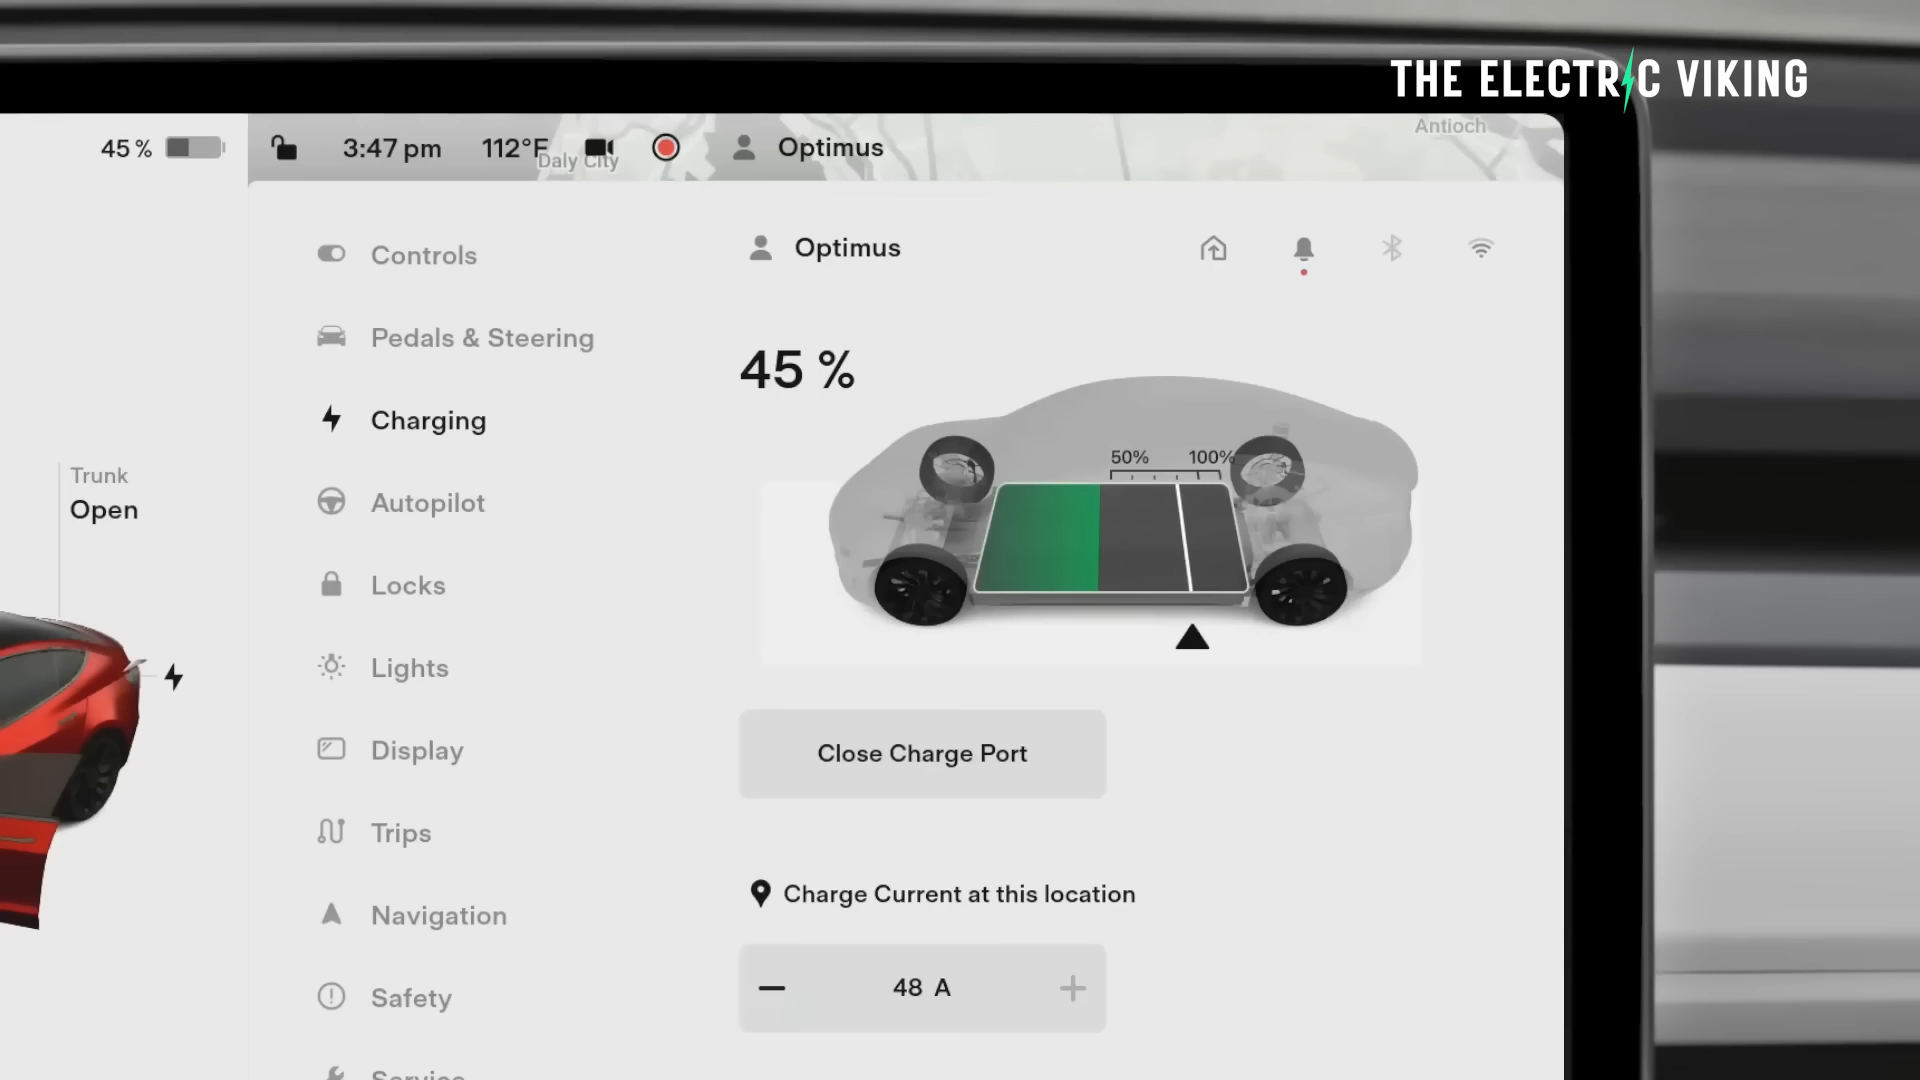 THE ELECTRIC VIKING
45 %
3:47 pm
112°F
Daly City
Optimus
Antioch
Controls
Pedals & Steering
Charging
Autopilot
Locks
Lights
Display
Trips
Navigation
Safety
Service
Trunk
Open
Optimus
45 %
50%
100%
Close Charge Port
Charge Current at this location
48 A